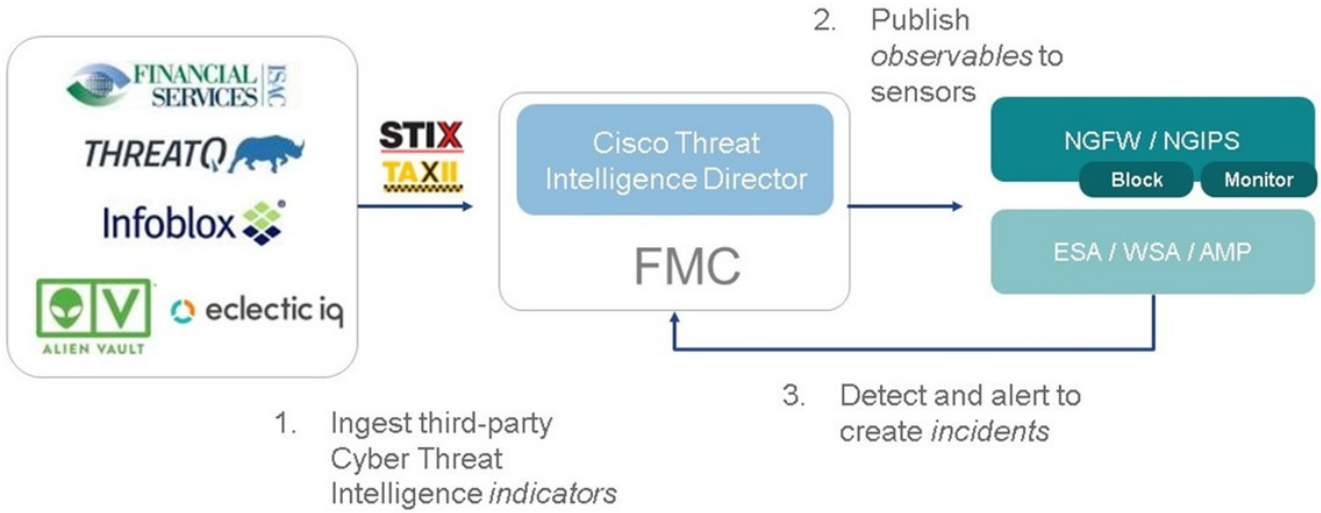 FINANCIAL
SERVICES
ISAC
THREATQ
Infoblox
®
ALIEN VAULT
eclectic iq
STIX
TAXII
1. Ingest third-party
Cyber Threat
Intelligence indicators
Cisco Threat
Intelligence Director
FMC
2. Publish
observables to
sensors
NGFW / NGIPS
Block
Monitor
ESA / WSA / AMP
3. Detect and alert to
create incidents